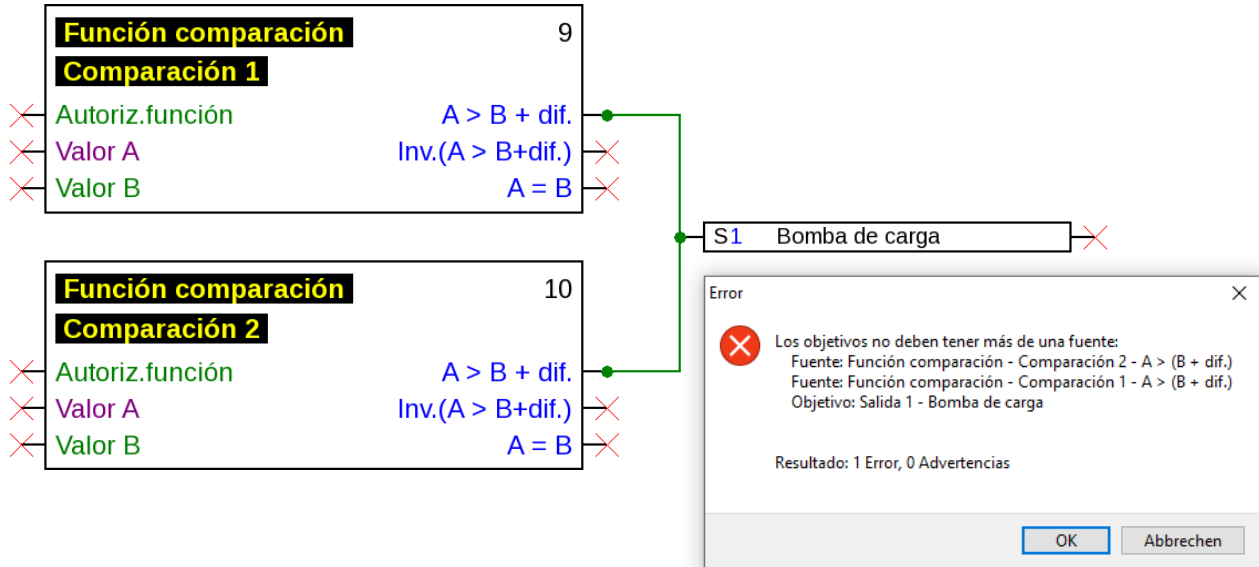 Función comparación 9
Comparación 1
Autoriz.función A > B + dif.
Valor A Inv.(A > B+dif.)
Valor B A = B
S1 Bomba de carga
Función comparación 10
Comparación 2
Autoriz.función A > B + dif.
Valor A Inv.(A > B+dif.)
Valor B A = B
Error
Los objetivos no deben tener más de una fuente:
Fuente: Función comparación - Comparación 2 - A > (B + dif.)
Fuente: Función comparación - Comparación 1 - A > (B + dif.)
Objetivo: Salida 1 - Bomba de carga
Resultado: 1 Error, 0 Advertencias
OK Abbrechen